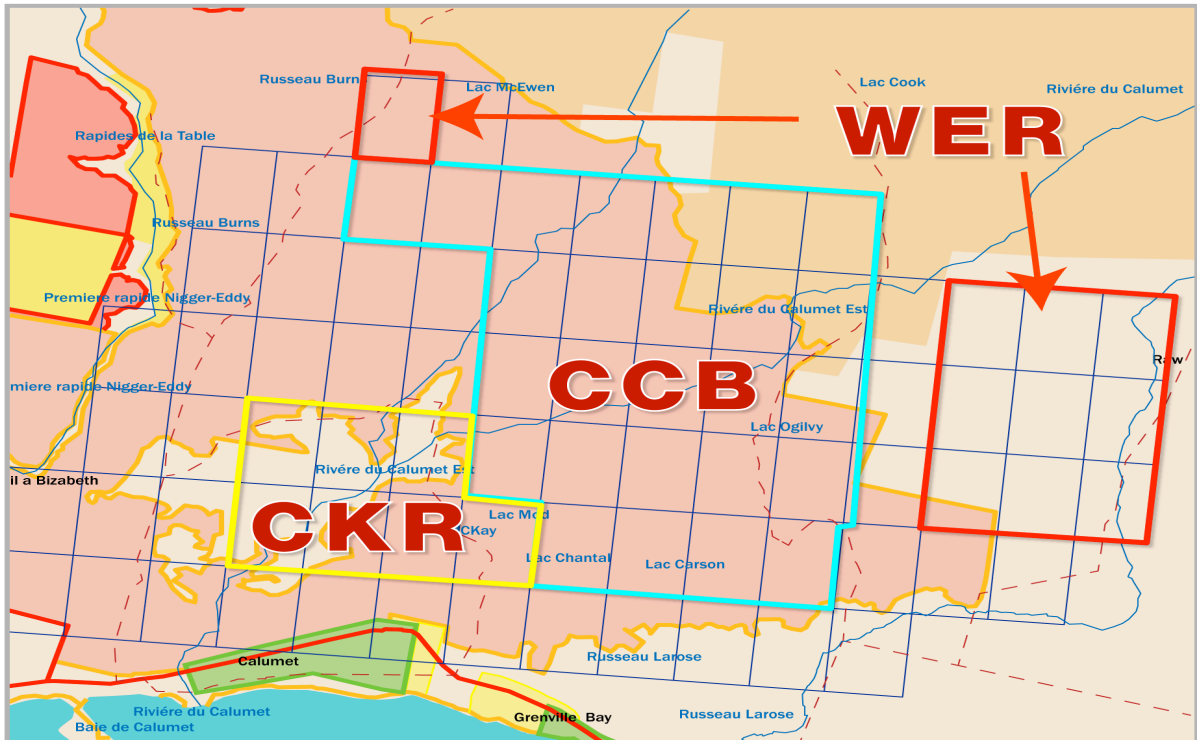 Russeau Burn
Lac McEwen
Lac Cook
Riviére du Calumet
WER
Rapides de la Table
Russeau Burns
Premiere rapide Nigger-Eddy
Rivére du Calumet Est
Raw
miere rapide Nigger-Eddy
CCB
Lac Ogilvy
il a Bizabeth
Rivére du Calumet Est
CKR
Lac Mod
CKay
Lac Chantal
Lac Carson
Calumet
Russeau Larose
Riviére du Calumet
Baie de Calumet
Grenville Bay
Russeau Larose